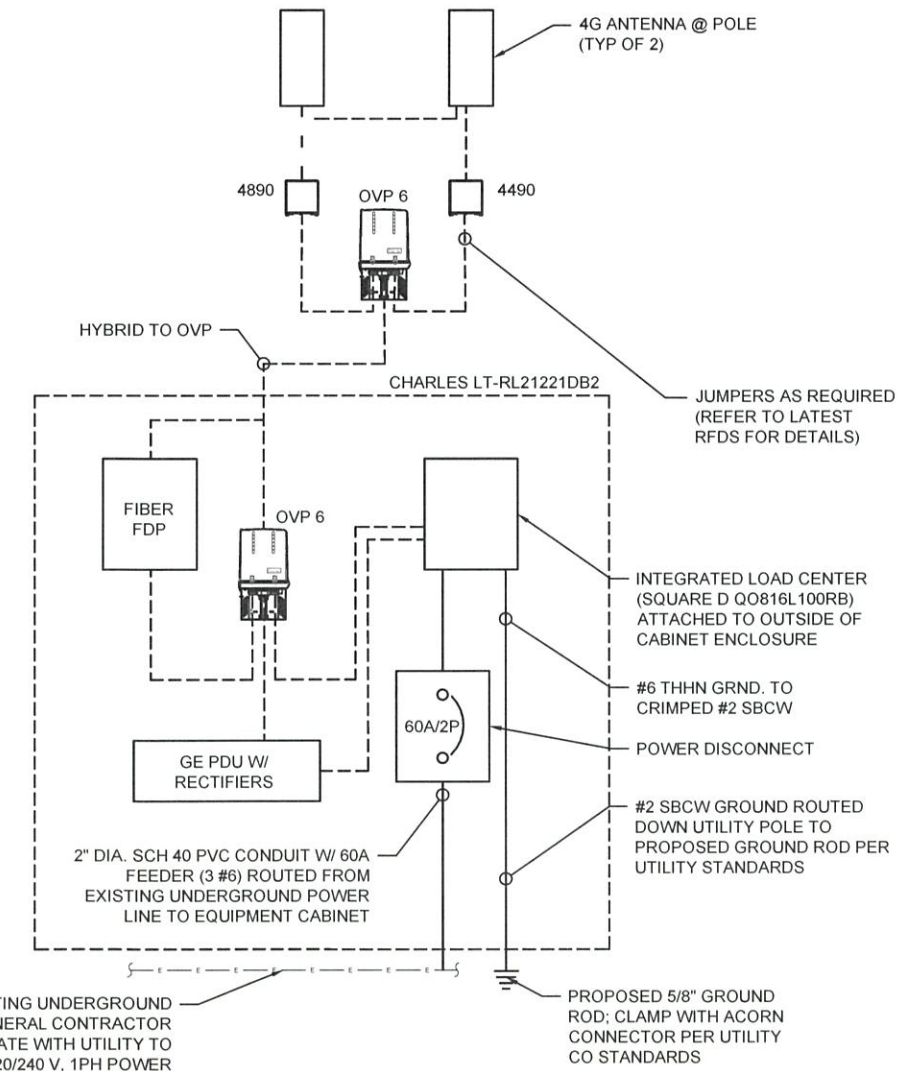 4G ANTENNA @ POLE
(TYP OF 2)
4890
OVP 6
4490
HYBRID TO OVP
CHARLES LT-RL21221DB2
JUMPERS AS REQUIRED
(REFER TO LATEST
RFDS FOR DETAILS)
FIBER
FDP
OVP 6
INTEGRATED LOAD CENTER
(SQUARE D QO816L100RB)
ATTACHED TO OUTSIDE OF
CABINET ENCLOSURE
#6 THHN GRND. TO
CRIMPED #2 SBCW
60A/2P
POWER DISCONNECT
GE PDU W/
RECTIFIERS
#2 SBCW GROUND ROUTED
DOWN UTILITY POLE TO
PROPOSED GROUND ROD PER
UTILITY STANDARDS
2" DIA. SCH 40 PVC CONDUIT W/ 60A
FEEDER (3 #6) ROUTED FROM
EXISTING UNDERGROUND POWER
LINE TO EQUIPMENT CABINET
E E E E E E E E
TING UNDERGROUND
NERAL CONTRACTOR
ATE WITH UTILITY TO
20/240 V, 1PH POWER
PROPOSED 5/8" GROUND
ROD; CLAMP WITH ACORN
CONNECTOR PER UTILITY
CO STANDARDS